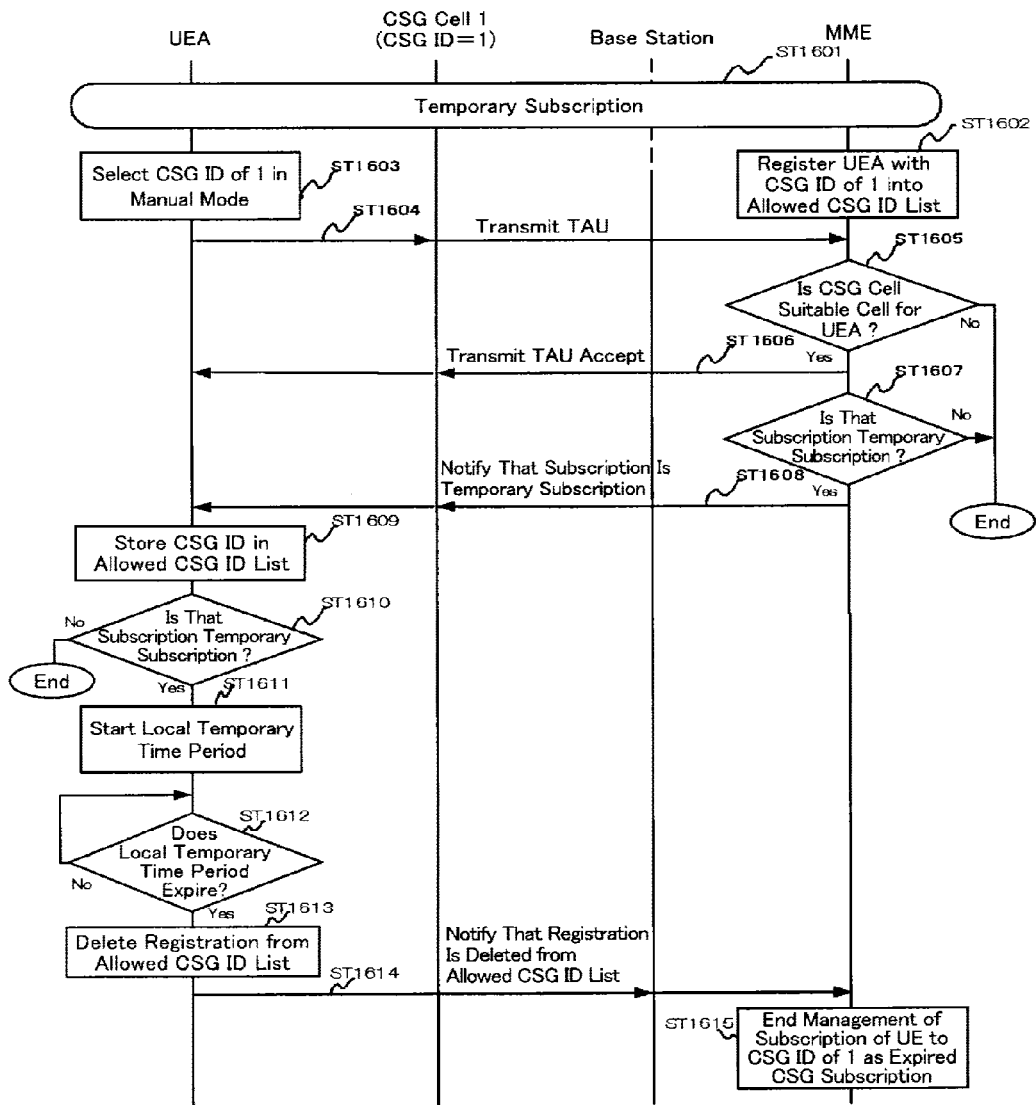 UEA
CSG Cell 1
(CSG ID=1)
Base Station
MME
ST1601
Temporary Subscription
ST1602
Select CSG ID of 1 in
Manual Mode
ST1603
Register UEA with
CSG ID of 1 into
Allowed CSG ID List
ST1604
Transmit TAU
ST1605
Is CSG Cell
Suitable Cell for
UEA ?
No
Yes
ST1606
Transmit TAU Accept
ST1607
Is That
Subscription Temporary
Subscription ?
No
Yes
Notify That Subscription Is
Temporary Subscription
ST1608
End
ST1609
Store CSG ID in
Allowed CSG ID List
ST1610
Is That
Subscription Temporary
Subscription ?
No
End
Yes
ST1611
Start Local Temporary
Time Period
ST1612
Does
Local Temporary
Time Period
Expire?
No
Yes
ST1613
Delete Registration from
Allowed CSG ID List
Notify That Registration
Is Deleted from
Allowed CSG ID List
ST1614
ST1615
End Management of
Subscription of UE to
CSG ID of 1 as Expired
CSG Subscription